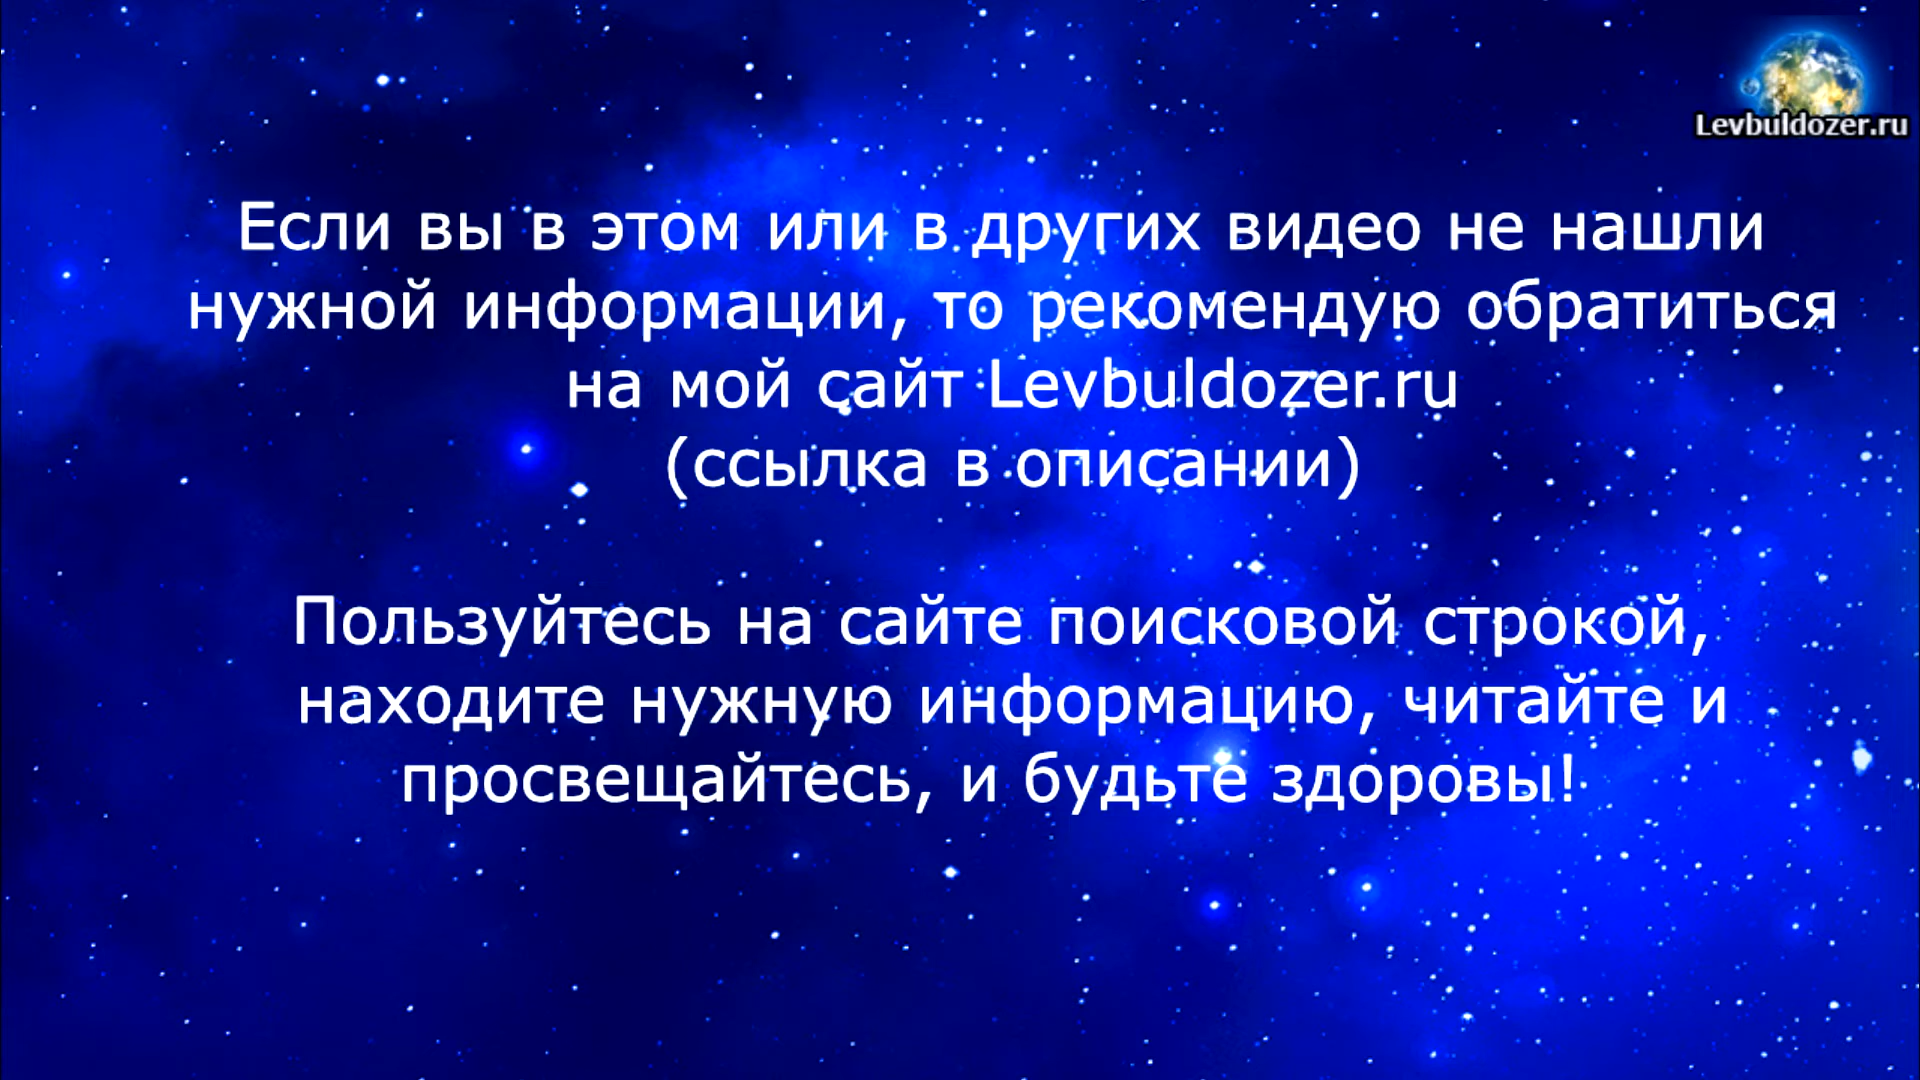 Levbuldozer.ru
Если вы в этом или в других видео не нашли
нужной информации, то рекомендую обратиться
на мой сайт Levbuldozer.ru
(ссылка в описании)
Пользуйтесь на сайте поисковой строкой,
находите нужную информацию, читайте и
просвещайтесь, и будьте здоровы!